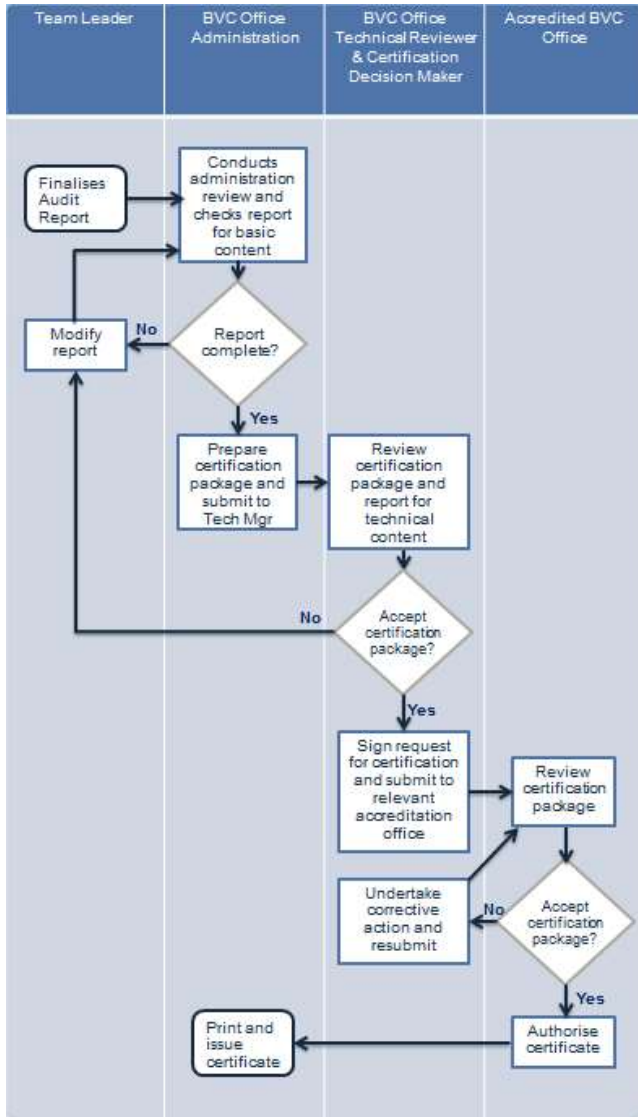 Team Leader
BVC Office
Administration
BVC Office
Technical Reviewer
& Certification
Decision Maker
Accredited BVC
Office
Finalises
Audit
Report
Conducts
administration
review and
checks report
for basic
content
Modify
report
No
Report
complete?
Yes
Prepare
certification
package and
submit to
Tech Mgr
Review
certification
package and
report for
technical
content
No
Accept
certification
package?
Yes
Sign request
for certification
and submit to
relevant
accreditation
office
Review
certification
package
Undertake
corrective
action and
resubmit
No
Accept
certification
package?
Yes
Print and
issue
certificate
Authorise
certificate